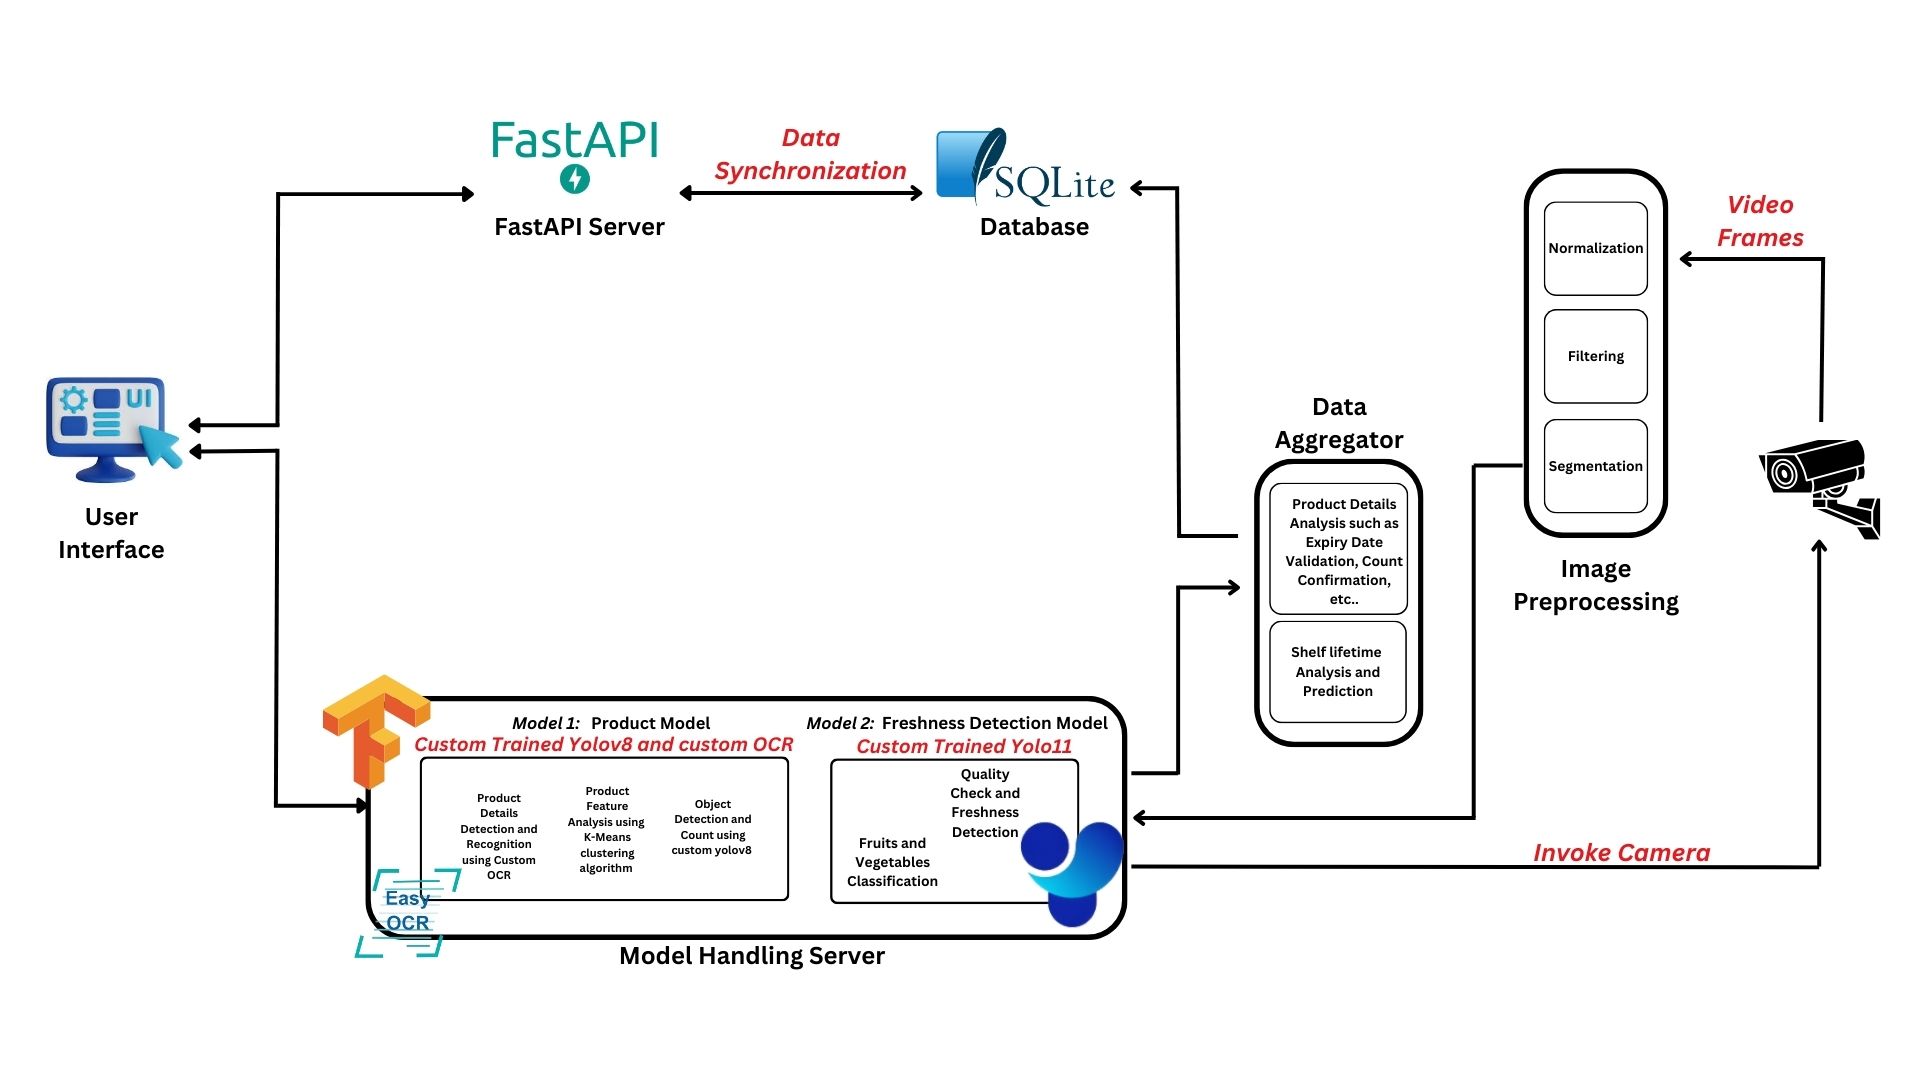 FastAPI
FastAPI Server
Data
Synchronization
SQLite
Database
Video
Frames
Normalization
Filtering
Segmentation
Image
Preprocessing
UI
User
Interface
Data
Aggregator
Product Details
Analysis such as
Expiry Date
Validation, Count
Confirmation,
etc..
Shelf lifetime
Analysis and
Prediction
Model 1: Product Model
Custom Trained Yolov8 and custom OCR
Product
Details
Detection and
Recognition
using Custom
OCR
Product
Feature
Analysis using
K-Means
clustering
algorithm
Object
Detection and
Count using
custom yolov8
Model 2: Freshness Detection Model
Custom Trained Yolo11
Quality
Check and
Freshness
Detection
Fruits and
Vegetables
Classification
Easy
OCR
Model Handling Server
Invoke Camera